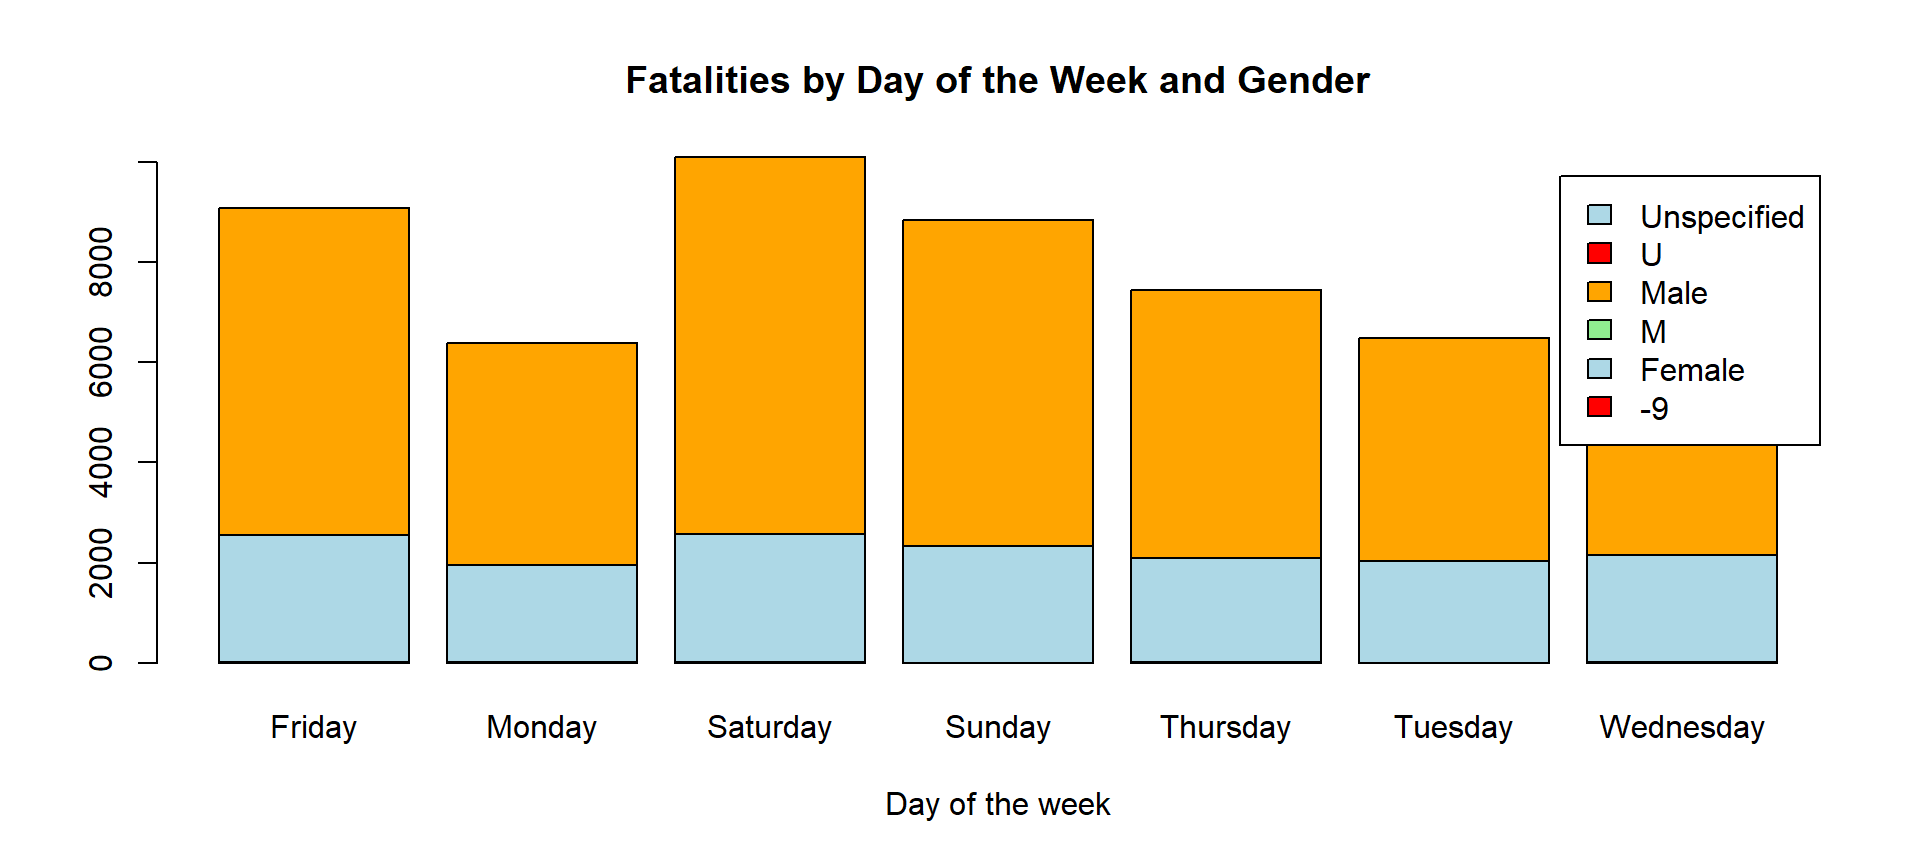 Fatalities by Day of the Week and Gender
8000
6000
4000
2000
0
Unspecified
U
Male
M
Female
-9
Friday Monday Saturday Sunday Thursday Tuesday Wednesday
Day of the week